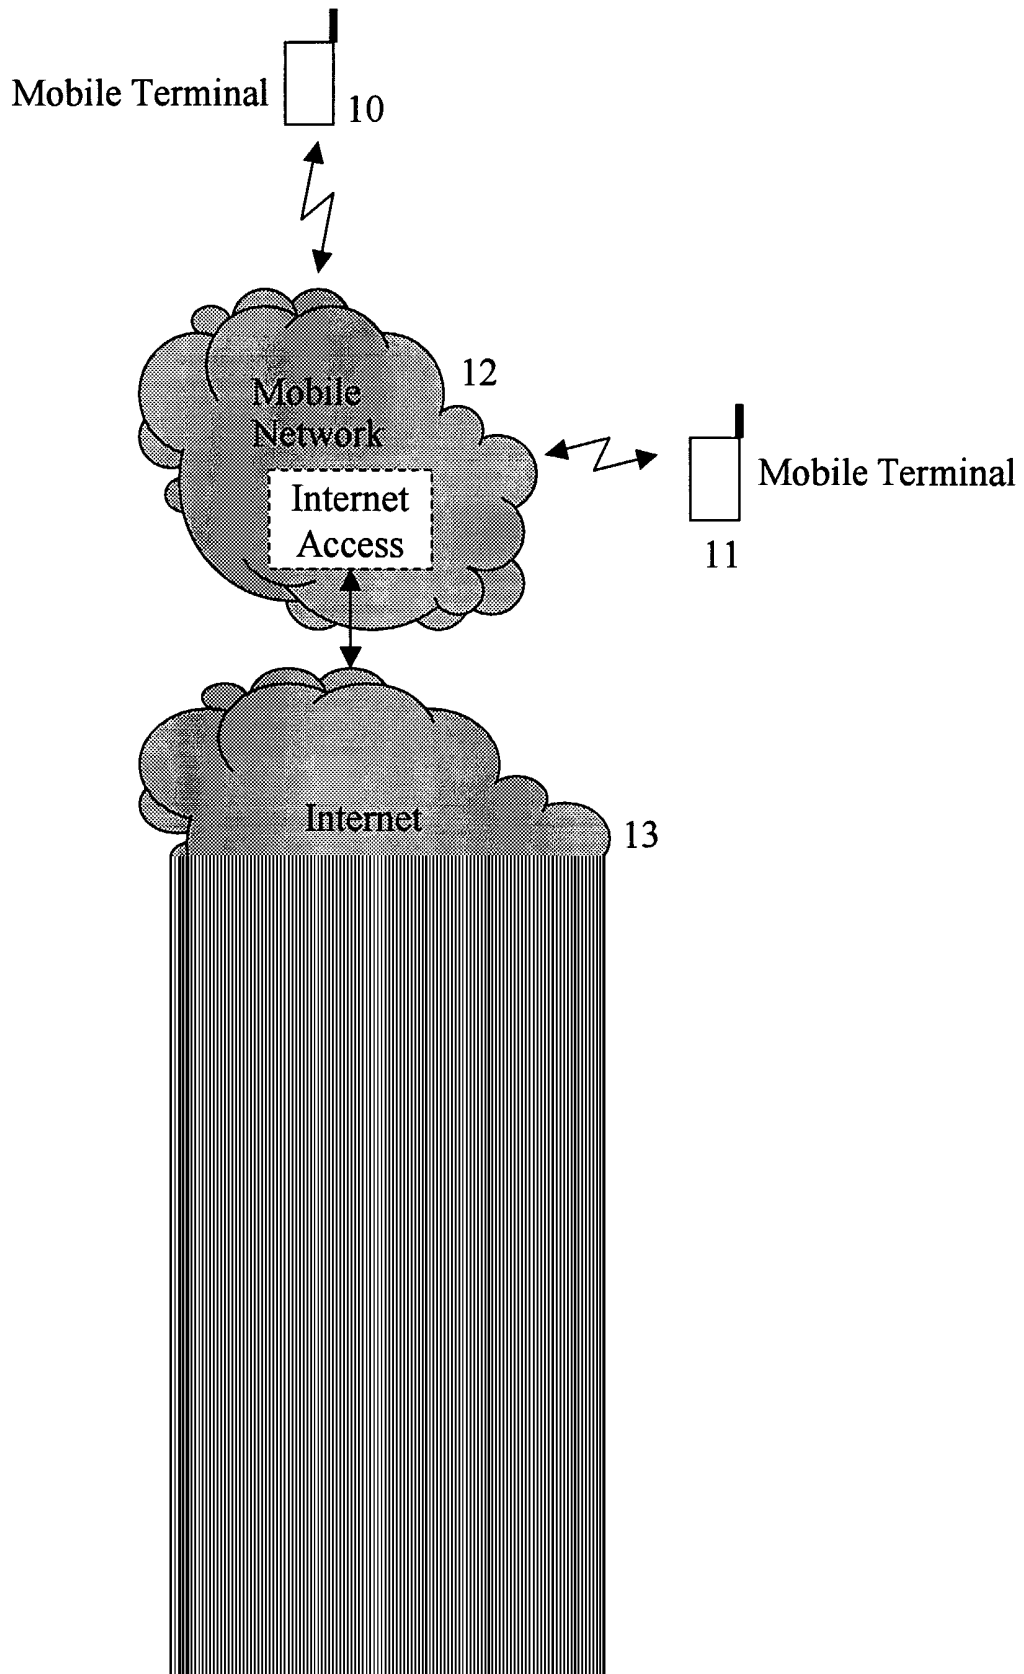 Mobile Terminal
10
12
Mobile
Network
Internet
Access
Mobile Terminal
11
Internet
13